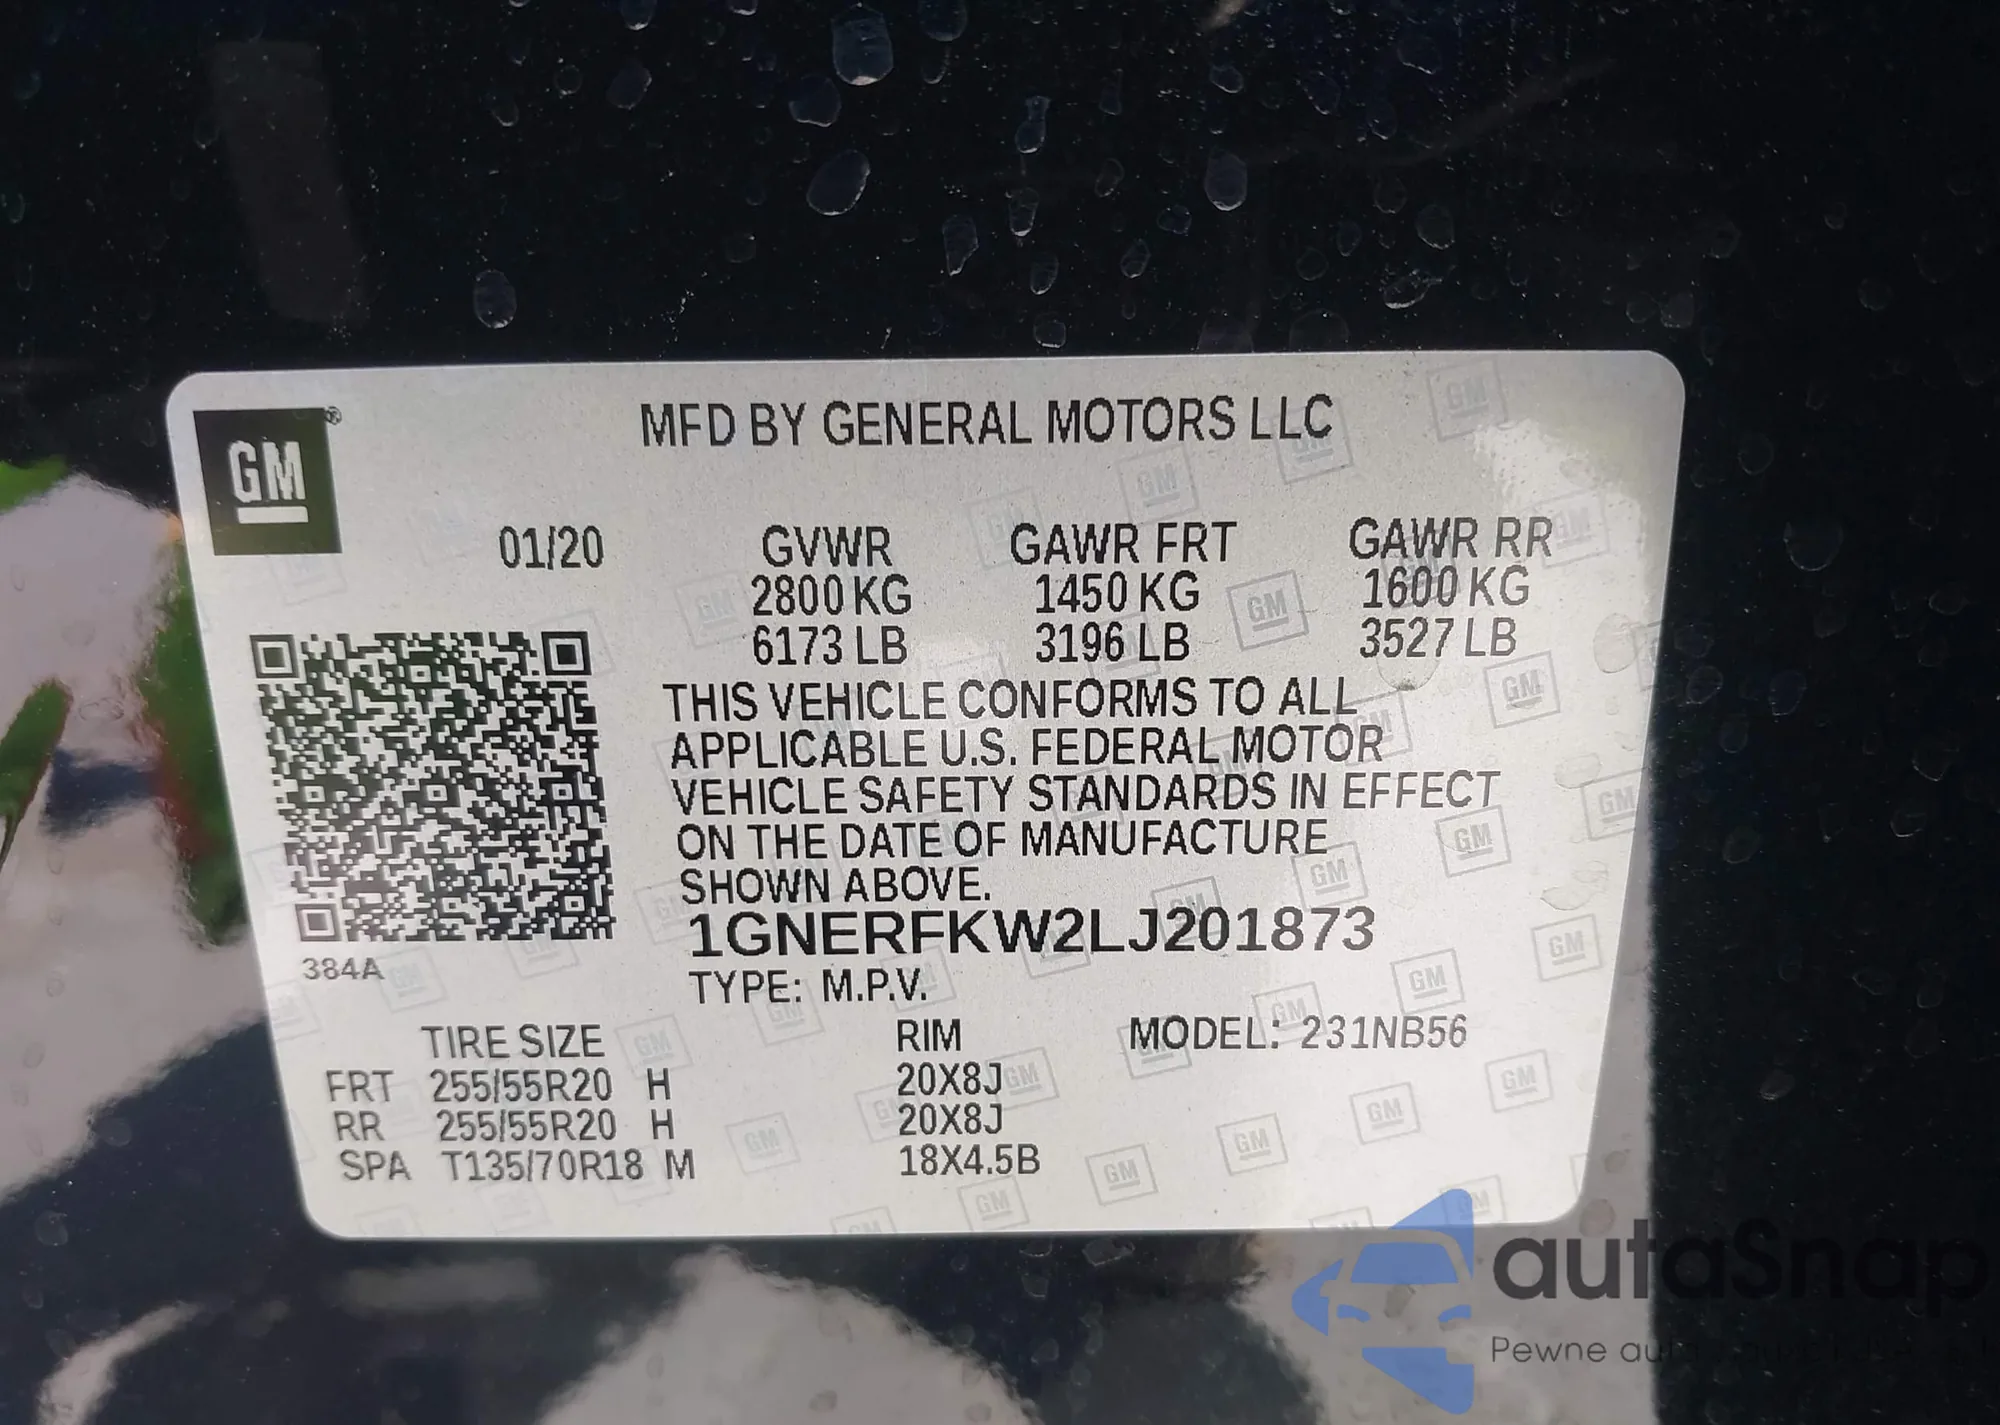 GM®
MFD BY GENERAL MOTORS LLC
01/20 GVWR GAWR FRT GAWR RR
2800 KG 1450 KG 1600 KG
6173 LB 3196 LB 3527 LB
THIS VEHICLE CONFORMS TO ALL
APPLICABLE U.S. FEDERAL MOTOR
VEHICLE SAFETY STANDARDS IN EFFECT
ON THE DATE OF MANUFACTURE
SHOWN ABOVE.
1GNERFKW2LJ201873
384A
TYPE: M.P.V.
TIRE SIZE RIM MODEL: 231NB56
FRT 255/55R20 H 20X8J
RR 255/55R20 H 20X8J
SPA T135/70R18 M 18X4.5B
autaSnap
Pewne auta